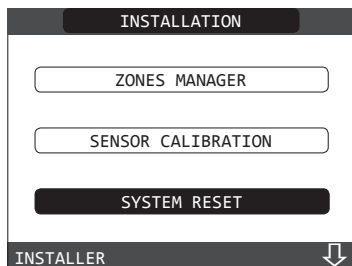 INSTALLATION
ZONES MANAGER
SENSOR CALIBRATION
SYSTEM RESET
INSTALLER